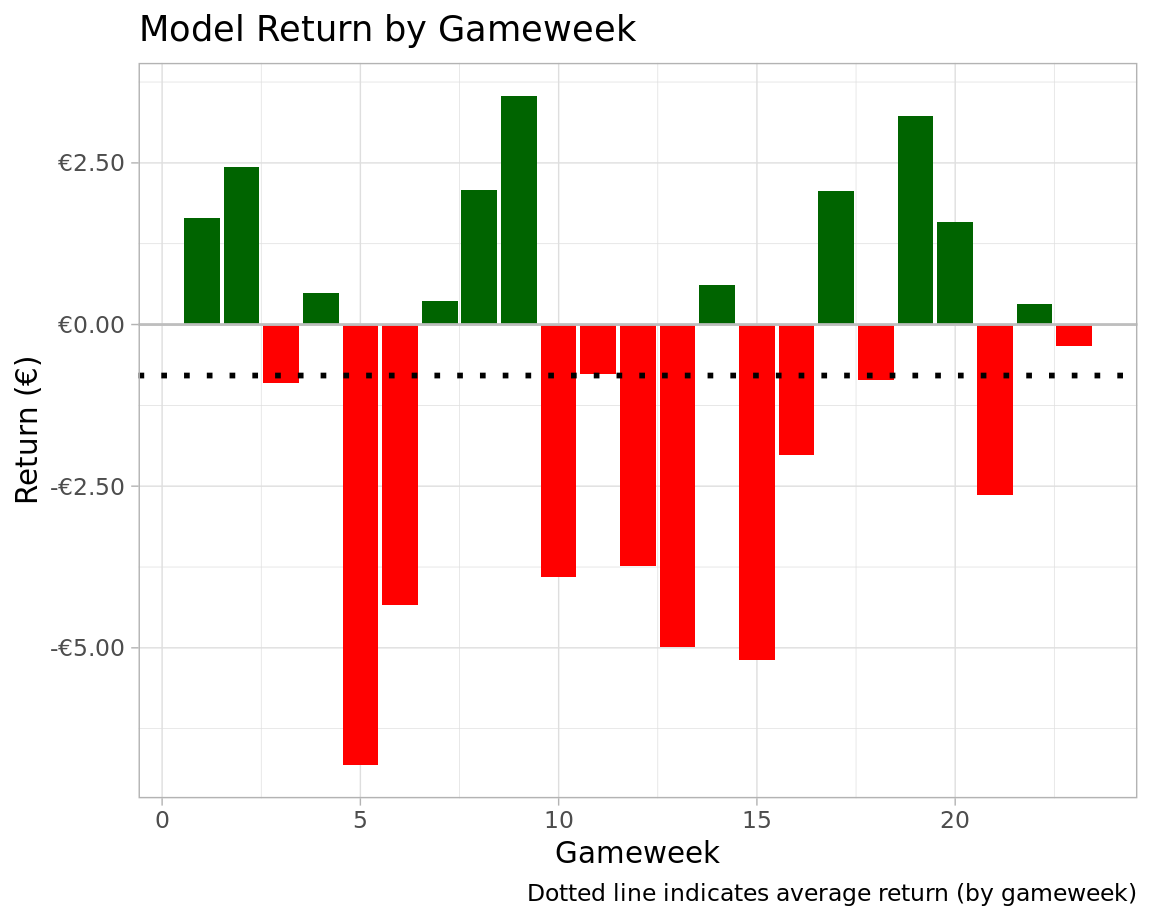 Model Return by Gameweek
€2.50
€0.00
-€2.50
-€5.00
Return (€)
0 5 10 15 20
Gameweek
Dotted line indicates average return (by gameweek)